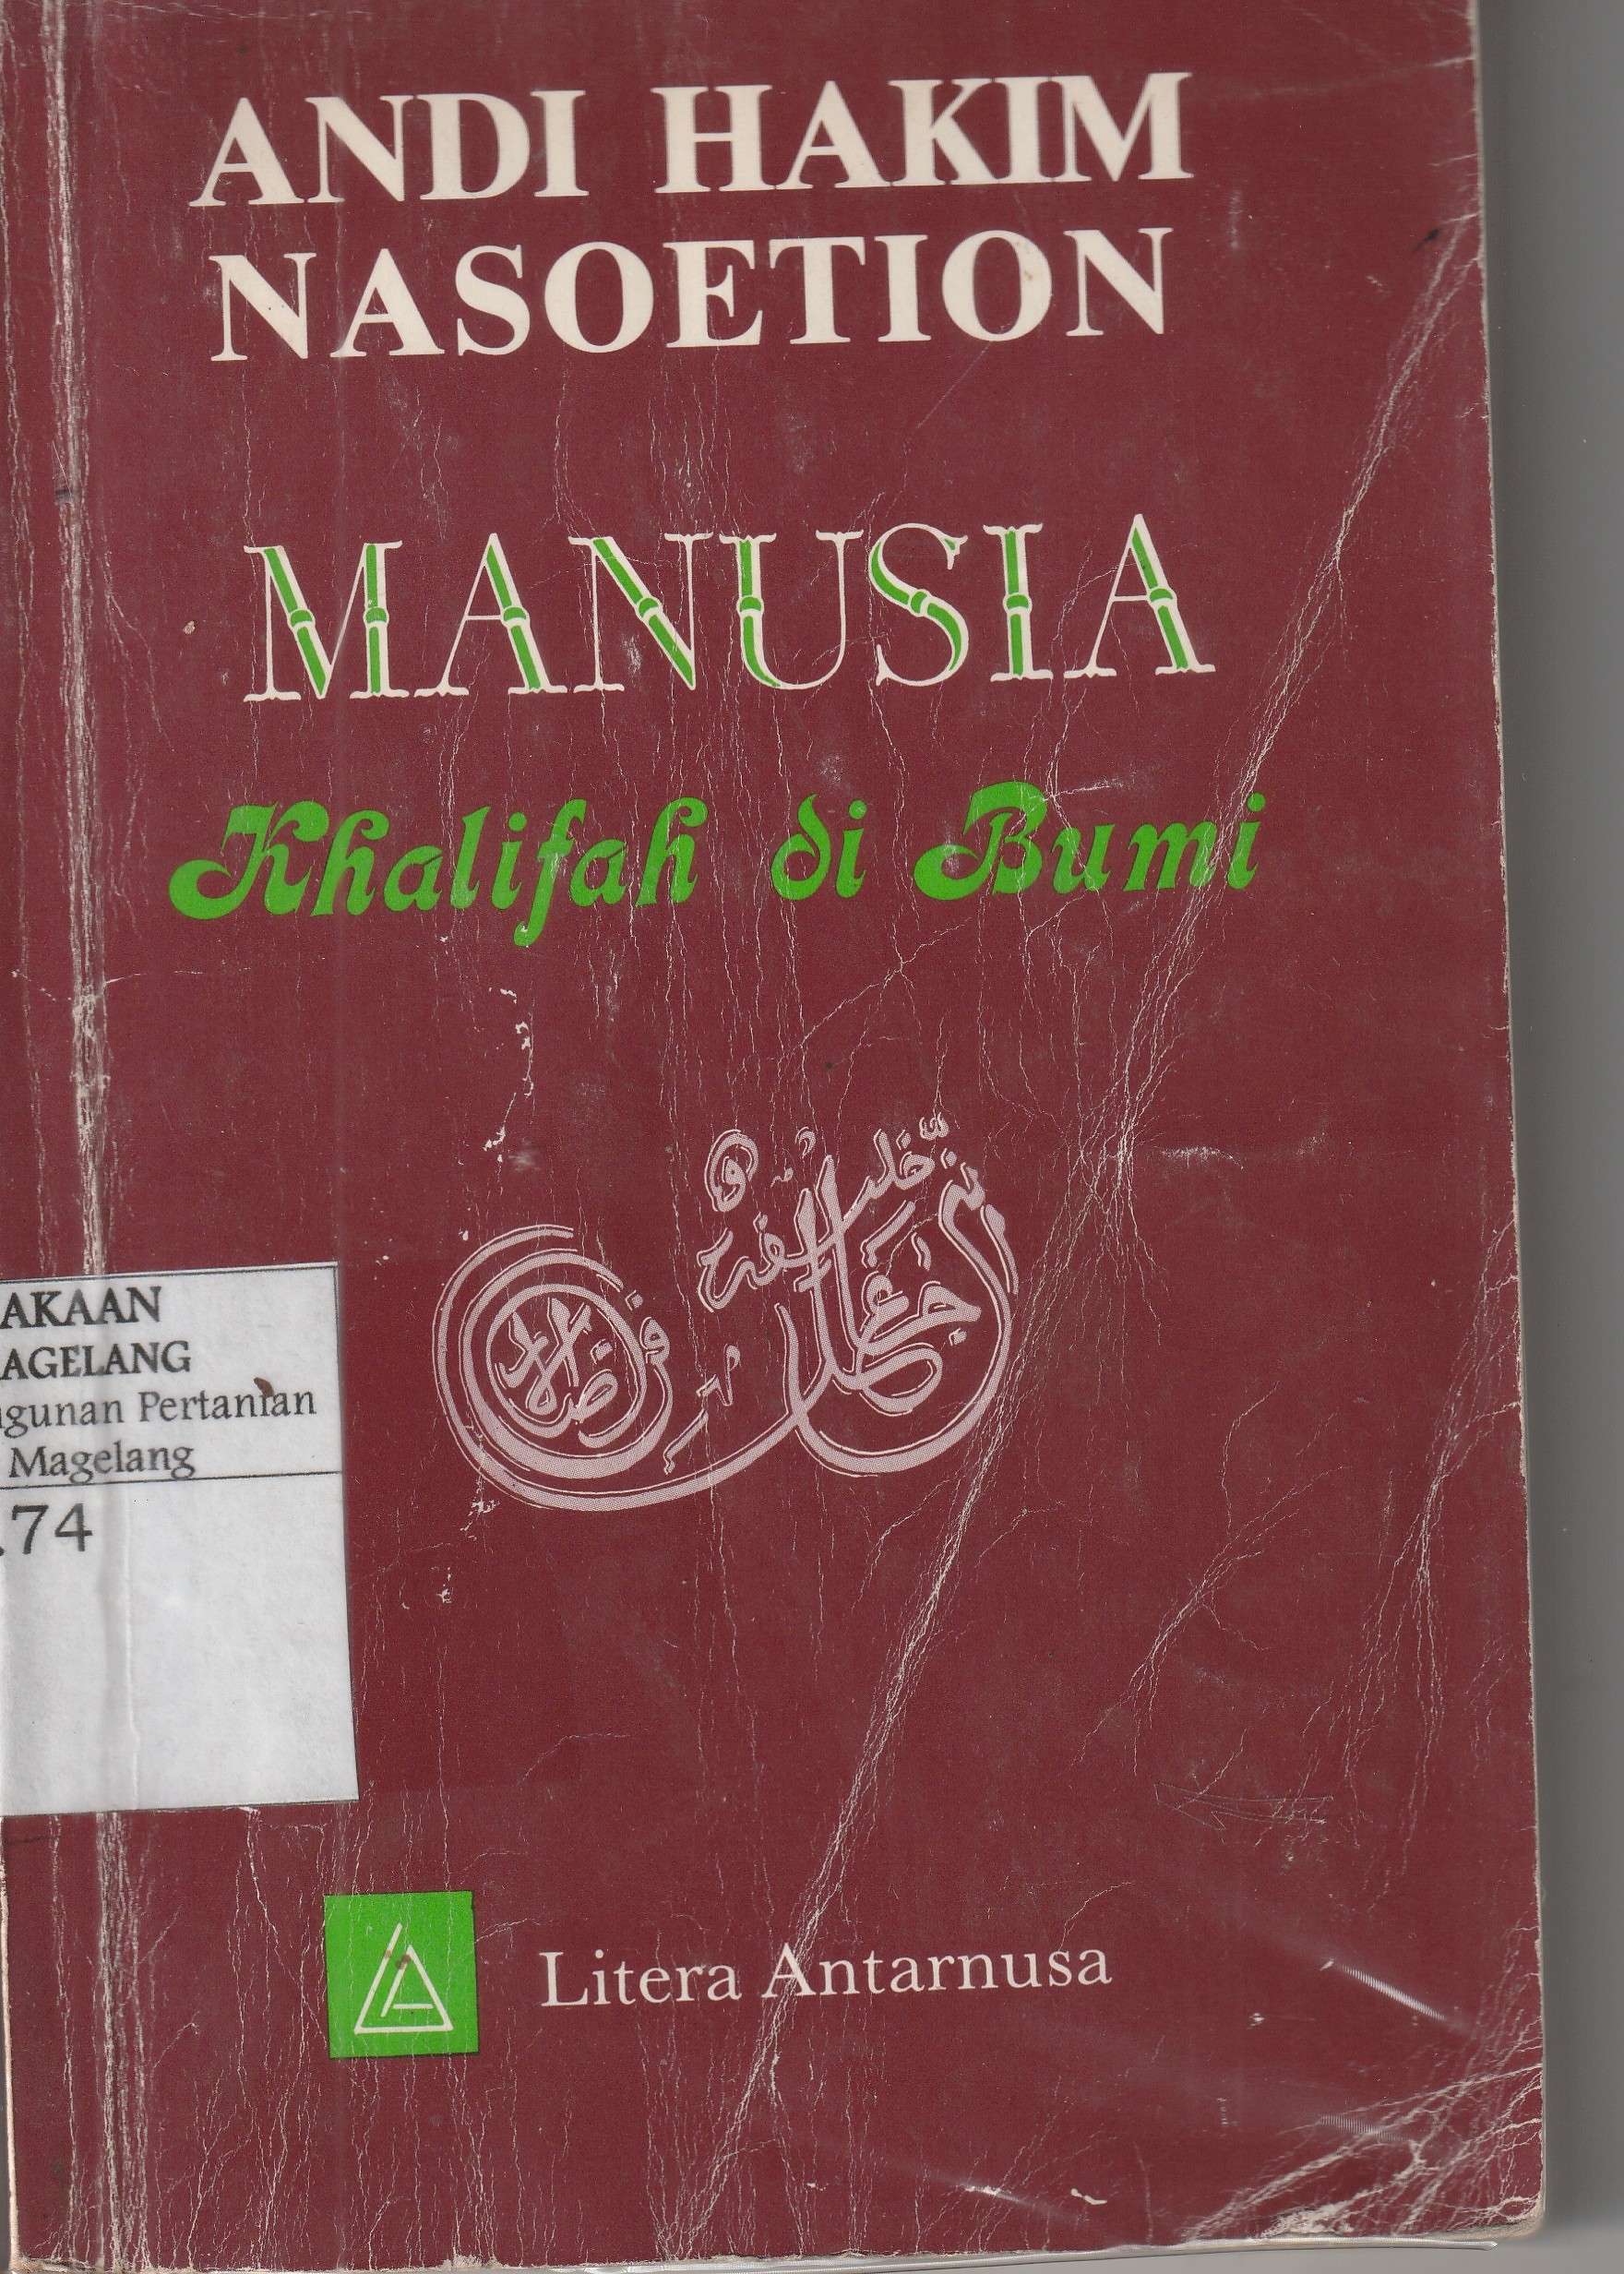 ANDI HAKIM
NASOETION
MANUSIA
Khalifah di Bumi
AKAAN
AGELANG
gunan Pertanian
Magelang
.74
Litera Antarnusa